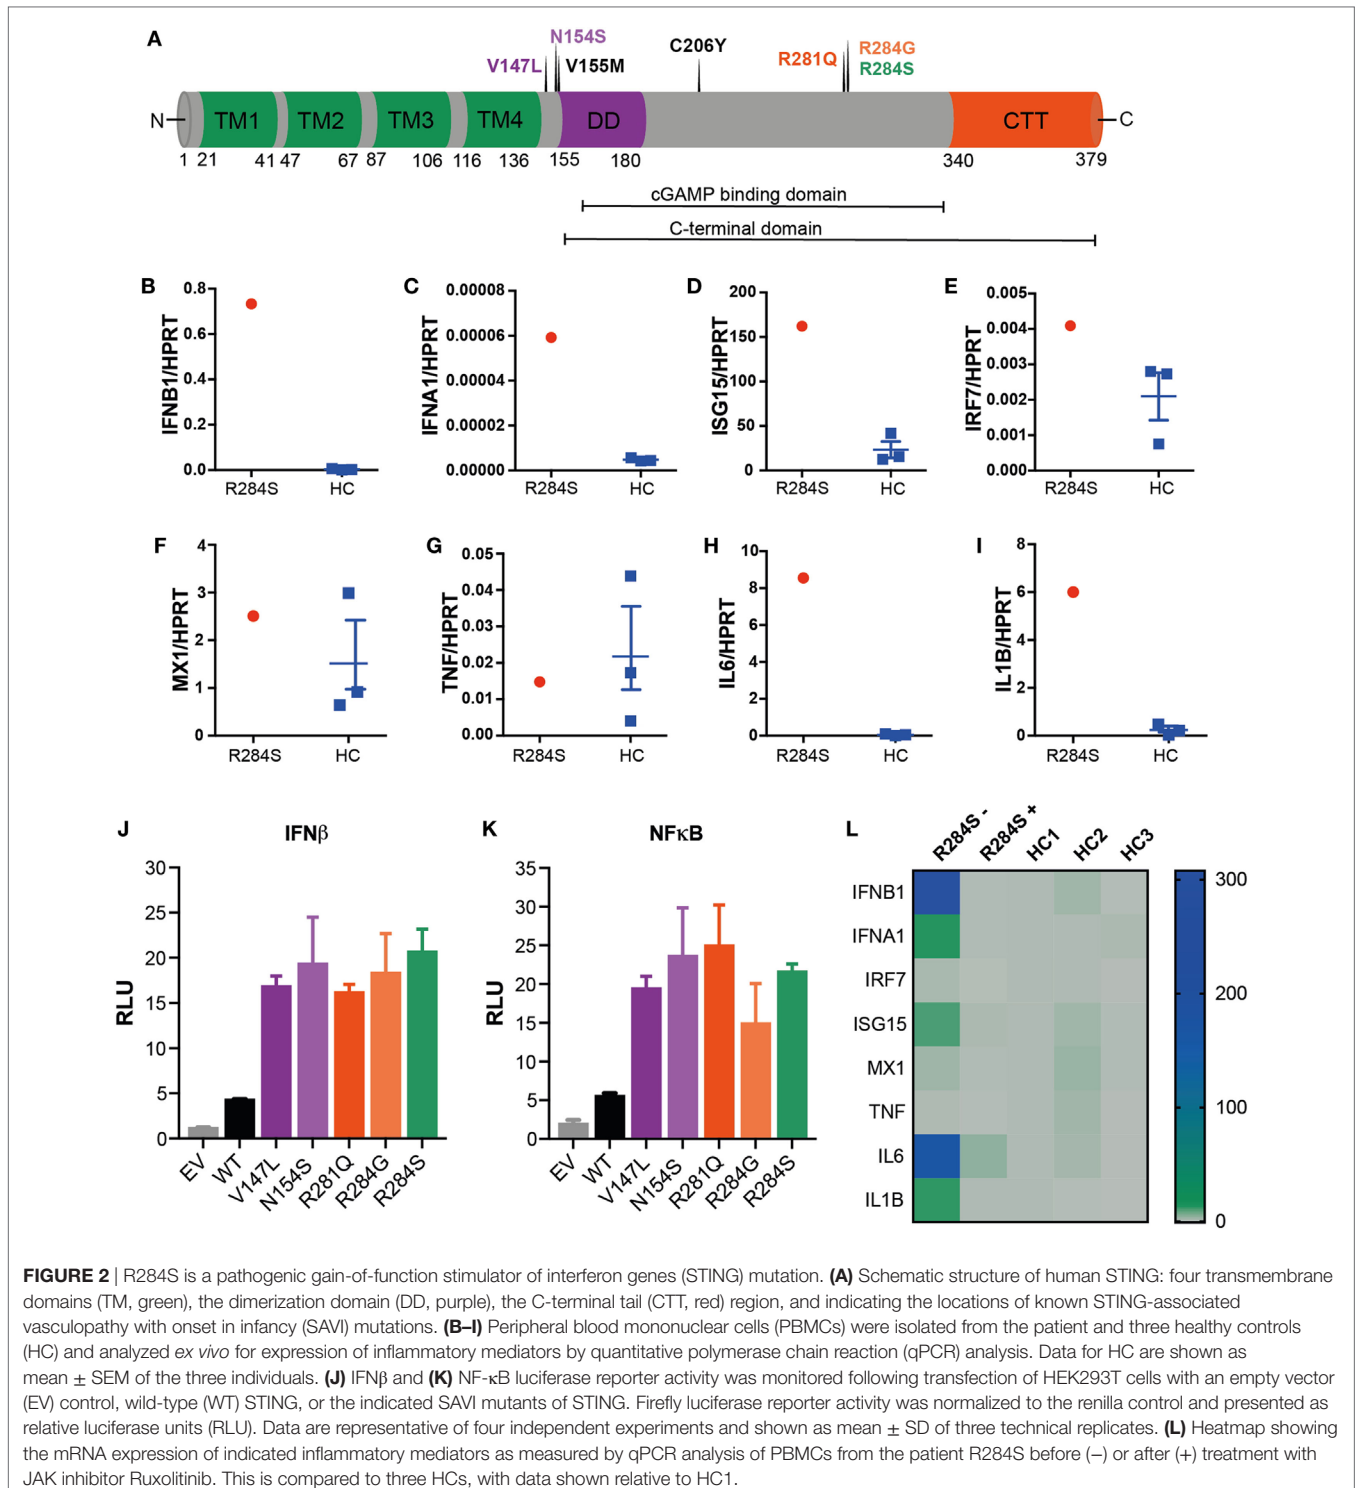 A
N154S
V147L
V155M
C206Y
R281Q
R284G
R284S
N
TM1
TM2
TM3
TM4
DD
CTT
C
1 21 41 47 67 87 106 116 136 155 180 340 379
cGAMP binding domain
C-terminal domain
B
IFNB1/HPRT
0.8
0.6
0.4
0.2
0.0
R284S HC
C
IFNA1/HPRT
0.00008
0.00006
0.00004
0.00002
0.00000
R284S HC
D
ISG15/HPRT
200
150
100
50
0
R284S HC
E
IRF7/HPRT
0.005
0.004
0.003
0.002
0.001
0.000
R284S HC
F
MX1/HPRT
4
3
2
1
0
R284S HC
G
TNF/HPRT
0.05
0.04
0.03
0.02
0.01
0.00
R284S HC
H
IL6/HPRT
10
8
6
4
2
0
R284S HC
I
IL1B/HPRT
8
6
4
2
0
R284S HC
J
IFNβ
RLU
30
25
20
15
10
5
0
EV WT V147L N154S R281Q R284G R284S
K
NFκB
RLU
35
30
25
20
15
10
5
0
EV WT V147L N154S R281Q R284G R284S
L
R284S - R284S + HC1 HC2 HC3
IFNB1
IFNA1
IRF7
ISG15
MX1
TNF
IL6
IL1B
300
200
100
0
FIGURE 2 | R284S is a pathogenic gain-of-function stimulator of interferon genes (STING) mutation. (A) Schematic structure of human STING: four transmembrane
domains (TM, green), the dimerization domain (DD, purple), the C-terminal tail (CTT, red) region, and indicating the locations of known STING-associated
vasculopathy with onset in infancy (SAVI) mutations. (B–I) Peripheral blood mononuclear cells (PBMCs) were isolated from the patient and three healthy controls
(HC) and analyzed ex vivo for expression of inflammatory mediators by quantitative polymerase chain reaction (qPCR) analysis. Data for HC are shown as
mean ± SEM of the three individuals. (J) IFNβ and (K) NF-κB luciferase reporter activity was monitored following transfection of HEK293T cells with an empty vector
(EV) control, wild-type (WT) STING, or the indicated SAVI mutants of STING. Firefly luciferase reporter activity was normalized to the renilla control and presented as
relative luciferase units (RLU). Data are representative of four independent experiments and shown as mean ± SD of three technical replicates. (L) Heatmap showing
the mRNA expression of indicated inflammatory mediators as measured by qPCR analysis of PBMCs from the patient R284S before (−) or after (+) treatment with
JAK inhibitor Ruxolitinib. This is compared to three HCs, with data shown relative to HC1.